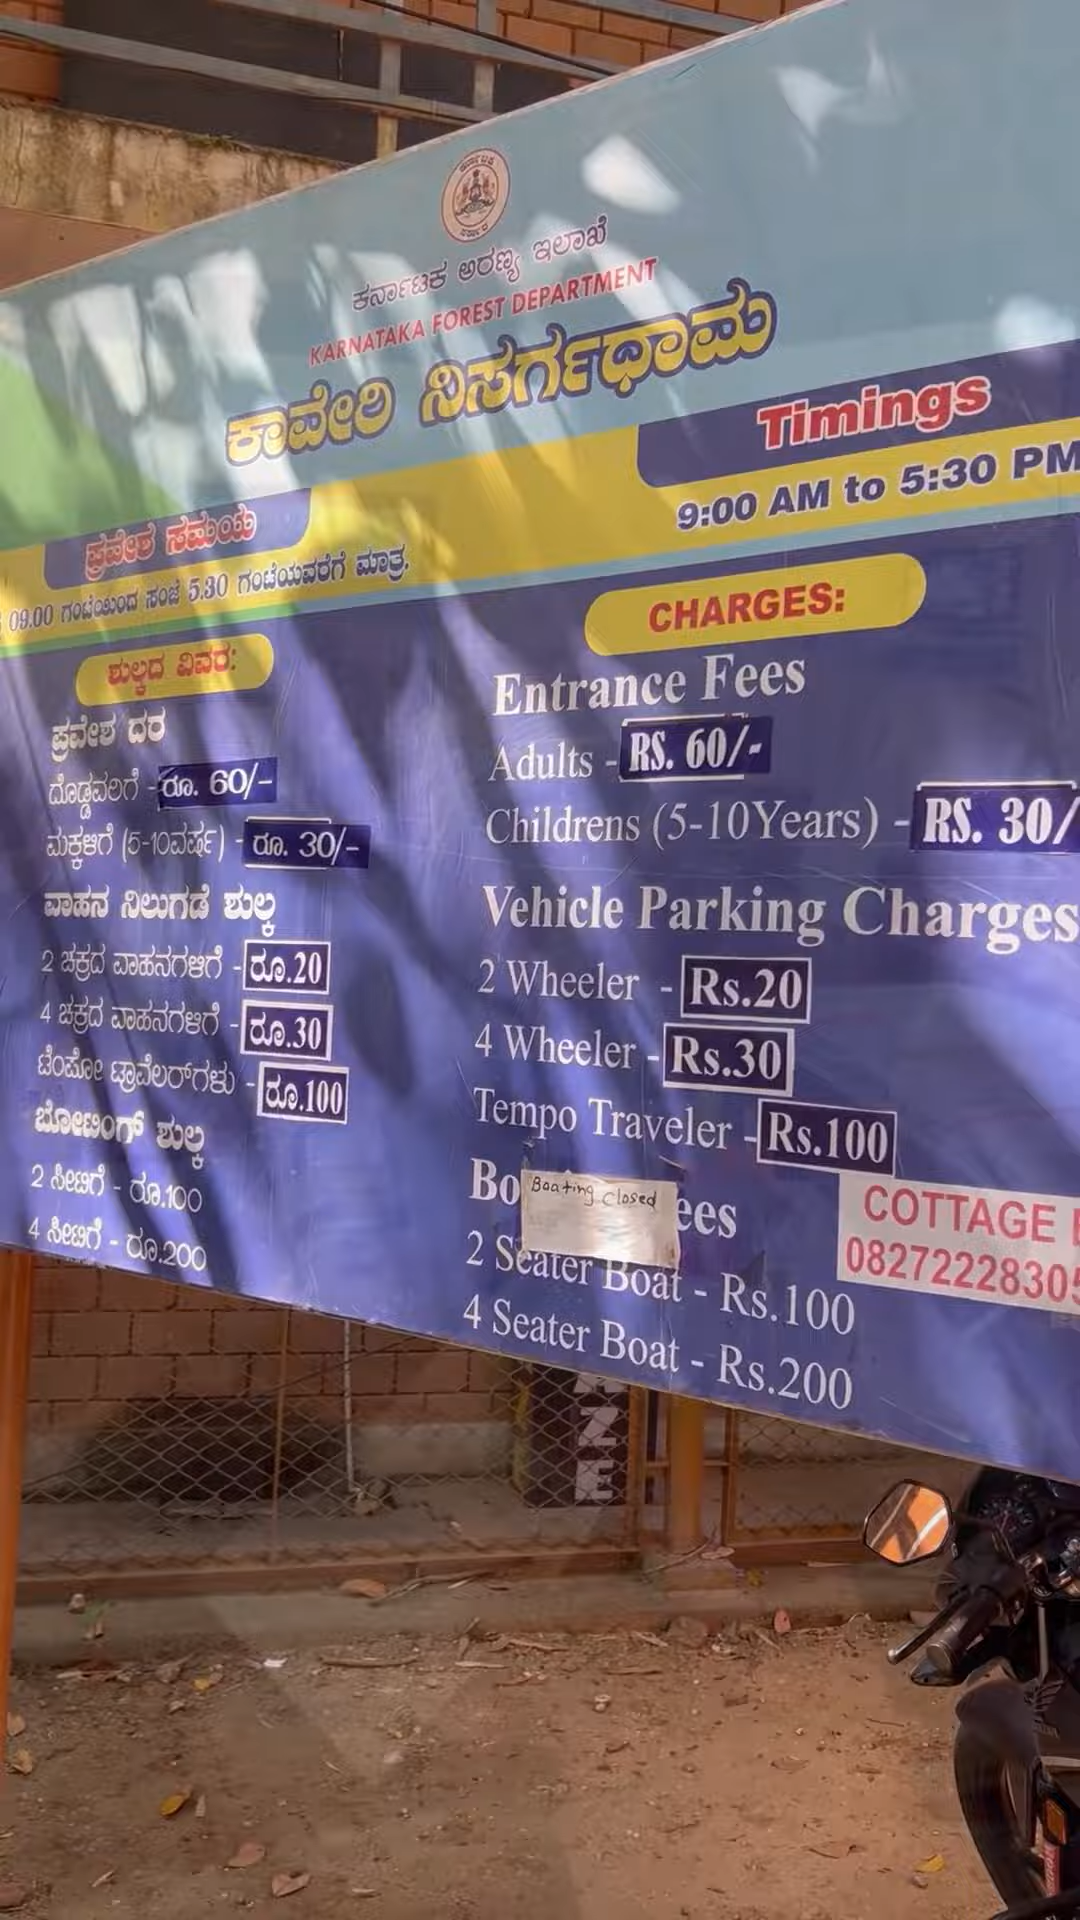 ಕರ್ನಾಟಕ ಅರಣ್ಯ ಇಲಾಖೆ
KARNATAKA FOREST DEPARTMENT
ಕಾವೇರಿ ನಿಸರ್ಗಧಾಮ
ಪ್ರವೇಶ ಸಮಯ
09.00 ಗಂಟೆಯಿಂದ ಸಂಜೆ 5.30 ಗಂಟೆಯವರೆಗೆ ಮಾತ್ರ.
ಶುಲ್ಕದ ವಿವರ:
ಪ್ರವೇಶ ದರ
ದೊಡ್ಡವರಿಗೆ - ರೂ. 60/-
ಮಕ್ಕಳಿಗೆ (5-10ವರ್ಷ) - ರೂ. 30/-
ವಾಹನ ನಿಲುಗಡೆ ಶುಲ್ಕ
2 ಚಕ್ರದ ವಾಹನಗಳಿಗೆ - ರೂ.20
4 ಚಕ್ರದ ವಾಹನಗಳಿಗೆ - ರೂ.30
ಟೆಂಪೋ ಟ್ರಾವೆಲರ್‌ಗಳು - ರೂ.100
ಬೋಟಿಂಗ್ ಶುಲ್ಕ
2 ಸೀಟಿಗೆ - ರೂ.100
4 ಸೀಟಿಗೆ - ರೂ.200
Timings
9:00 AM to 5:30 PM
CHARGES:
Entrance Fees
Adults - RS. 60/-
Childrens (5-10Years) - RS. 30/
Vehicle Parking Charges
2 Wheeler - Rs.20
4 Wheeler - Rs.30
Tempo Traveler - Rs.100
Bo ees
Boating closed
2 Seater Boat - Rs.100
4 Seater Boat - Rs.200
COTTAGE
0827222830
ZE